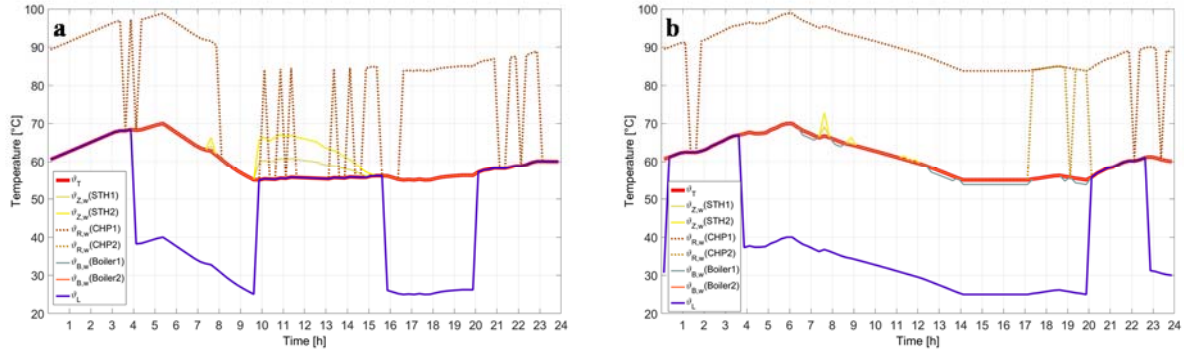 a
100
90
80
70
60
50
40
30
20
Temperature [°C]
ϑT
ϑZ,w(STH1)
ϑZ,w(STH2)
ϑR,w(CHP1)
ϑR,w(CHP2)
ϑB,w(Boiler1)
ϑB,w(Boiler2)
ϑL
1 2 3 4 5 6 7 8 9 10 11 12 13 14 15 16 17 18 19 20 21 22 23 24
Time [h]
b
100
90
80
70
60
50
40
30
20
Temperature [°C]
ϑT
ϑZ,w(STH1)
ϑZ,w(STH2)
ϑR,w(CHP1)
ϑR,w(CHP2)
ϑB,w(Boiler1)
ϑB,w(Boiler2)
ϑL
1 2 3 4 5 6 7 8 9 10 11 12 13 14 15 16 17 18 19 20 21 22 23 24
Time [h]